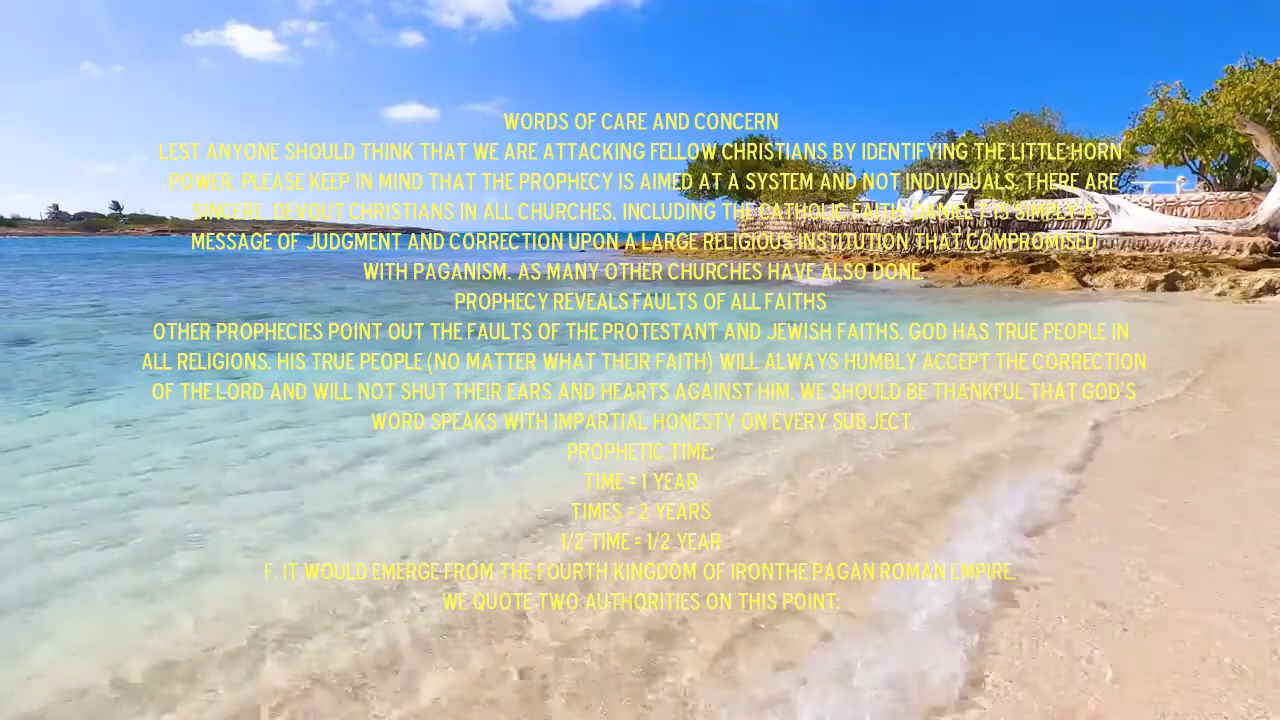 WORDS OF CARE AND CONCERN
LEST ANYONE SHOULD THINK THAT WE ARE ATTACKING FELLOW CHRISTIANS BY IDENTIFYING THE LITTLE HORN
POWER, PLEASE KEEP IN MIND THAT THE PROPHECY IS AIMED AT A SYSTEM AND NOT INDIVIDUALS. THERE ARE
SINCERE, DEVOUT CHRISTIANS IN ALL CHURCHES, INCLUDING THE CATHOLIC FAITH. DANIEL 7 IS SIMPLY A
MESSAGE OF JUDGMENT AND CORRECTION UPON A LARGE RELIGIOUS INSTITUTION THAT COMPROMISED
WITH PAGANISM, AS MANY OTHER CHURCHES HAVE ALSO DONE.
PROPHECY REVEALS FAULTS OF ALL FAITHS
OTHER PROPHECIES POINT OUT THE FAULTS OF THE PROTESTANT AND JEWISH FAITHS. GOD HAS TRUE PEOPLE IN
ALL RELIGIONS. HIS TRUE PEOPLE (NO MATTER WHAT THEIR FAITH) WILL ALWAYS HUMBLY ACCEPT THE CORRECTION
OF THE LORD AND WILL NOT SHUT THEIR EARS AND HEARTS AGAINST HIM. WE SHOULD BE THANKFUL THAT GOD'S
WORD SPEAKS WITH IMPARTIAL HONESTY ON EVERY SUBJECT.
PROPHETIC TIME:
TIME = 1 YEAR
TIMES = 2 YEARS
1/2 TIME = 1/2 YEAR
F. IT WOULD EMERGE FROM THE FOURTH KINGDOM OF IRONTHE PAGAN ROMAN EMPIRE.
WE QUOTE TWO AUTHORITIES ON THIS POINT: